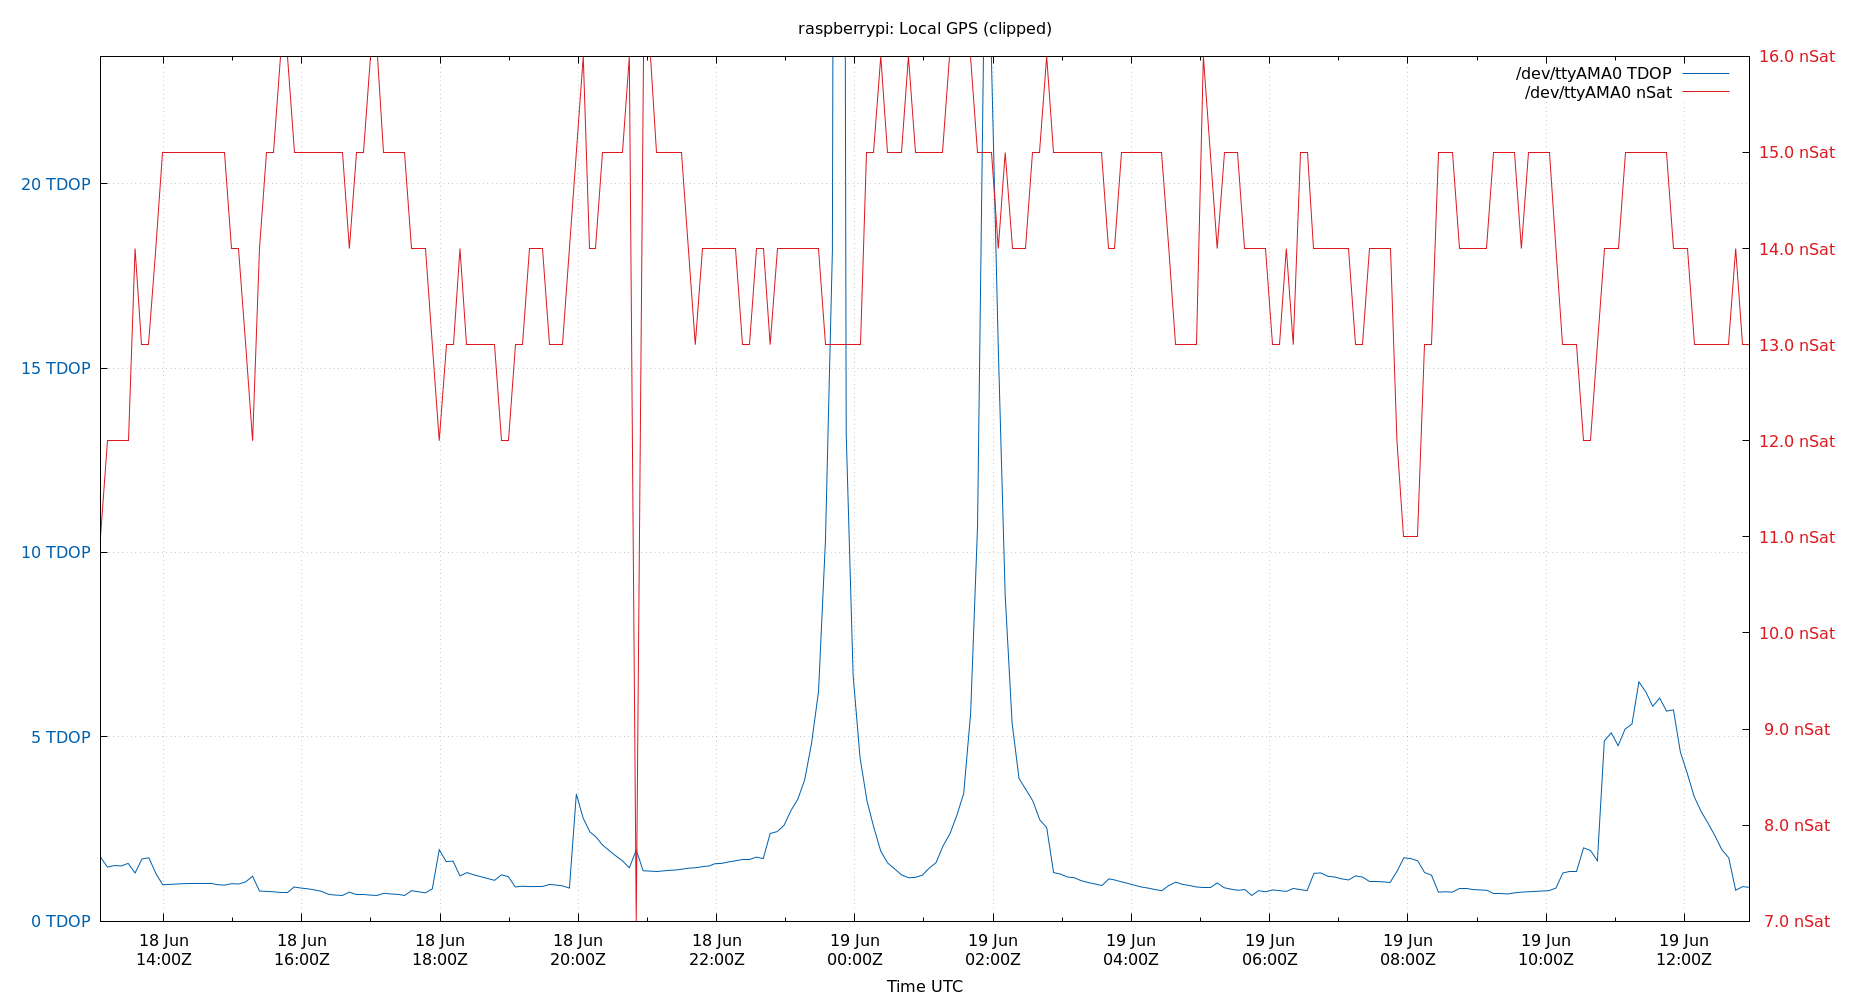 raspberrypi: Local GPS (clipped)
/dev/ttyAMA0 TDOP
/dev/ttyAMA0 nSat
20 TDOP
15 TDOP
10 TDOP
5 TDOP
0 TDOP
16.0 nSat
15.0 nSat
14.0 nSat
13.0 nSat
12.0 nSat
11.0 nSat
10.0 nSat
9.0 nSat
8.0 nSat
7.0 nSat
18 Jun 18 Jun 18 Jun 18 Jun 18 Jun 19 Jun 19 Jun 19 Jun 19 Jun 19 Jun 19 Jun 19 Jun
14:00Z 16:00Z 18:00Z 20:00Z 22:00Z 00:00Z 02:00Z 04:00Z 06:00Z 08:00Z 10:00Z 12:00Z
Time UTC